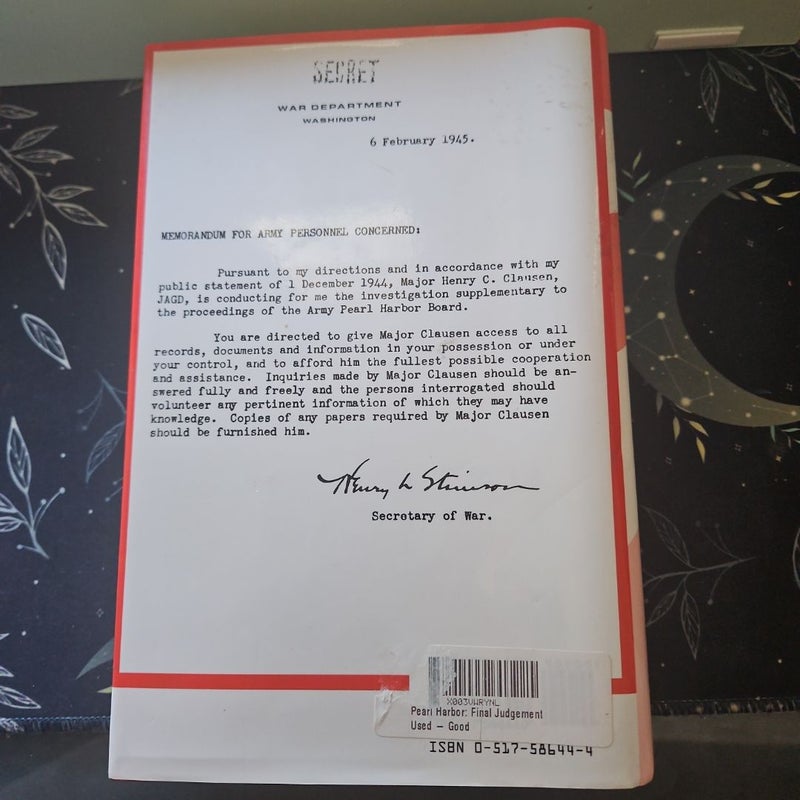 SECRET
WAR DEPARTMENT
WASHINGTON
6 February 1945.
MEMORANDUM FOR ARMY PERSONNEL CONCERNED:
Pursuant to my directions and in accordance with my
public statement of 1 December 1944, Major Henry C. Clausen,
JAGD, is conducting for me the investigation supplementary to
the proceedings of the Army Pearl Harbor Board.
You are directed to give Major Clausen access to all
records, documents and information in your possession or under
your control, and to afford him the fullest possible cooperation
and assistance. Inquiries made by Major Clausen should be an-
swered fully and freely and the persons interrogated should
volunteer any pertinent information of which they may have
knowledge. Copies of any papers required by Major Clausen
should be furnished him.
Henry L Stimson
Secretary of War.
X003VWRYNL
Pearl Harbor: Final Judgement
Used – Good
ISBN 0-517-58644-4